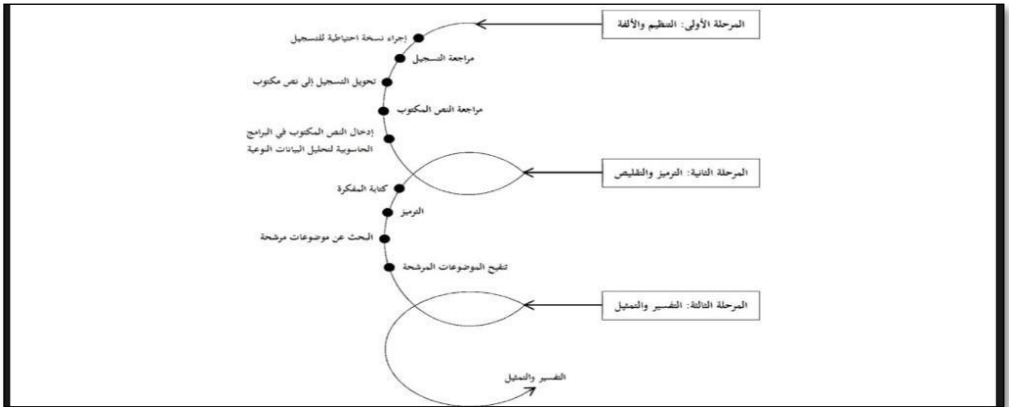 المرحلة الأولى: التنظيم والألفة
إجراء نسخة احتياطية للتسجيل
مراجعة التسجيل
تحويل التسجيل إلى نص مكتوب
مراجعة النص المكتوب
إدخال النص المكتوب في البرامج
الحاسوبية لتحليل البيانات النوعية
المرحلة الثانية: الترميز والتقليص
كتابة المفكرة
الترميز
البحث عن موضوعات مرشحة
تنقيح الموضوعات المرشحة
المرحلة الثالثة: التفسير والتمثيل
التفسير والتمثيل